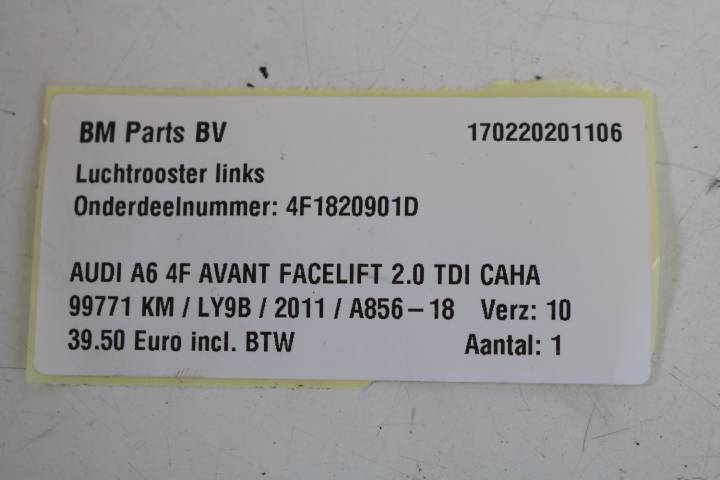 BM Parts BV 170220201106
Luchtrooster links
Onderdeelnummer: 4F1820901D
AUDI A6 4F AVANT FACELIFT 2.0 TDI CAHA
99771 KM / LY9B / 2011 / A856-18 Verz: 10
39.50 Euro incl. BTW Aantal: 1